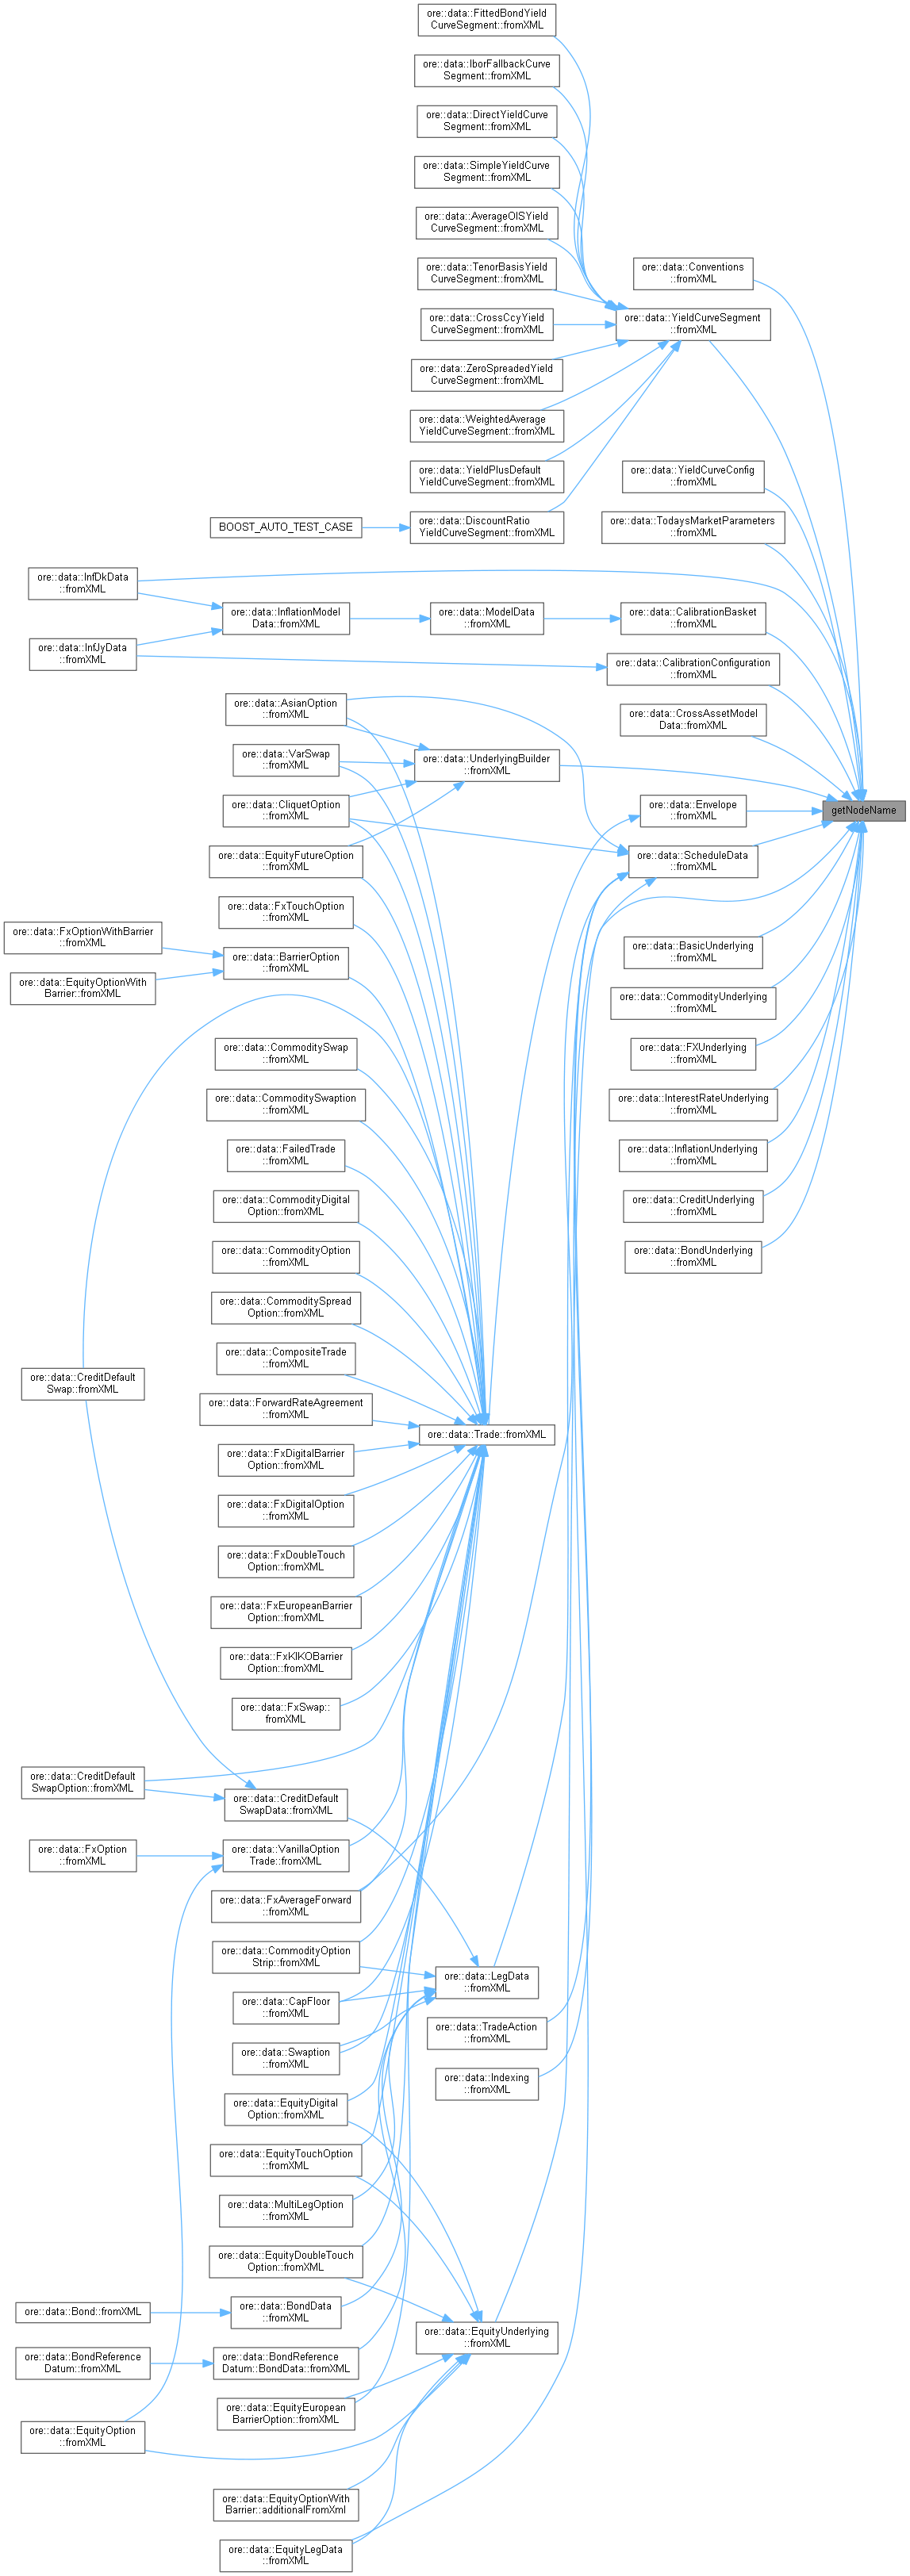 ore::data::FittedBondYield
CurveSegment::fromXML
ore::data::IborFallbackCurve
Segment::fromXML
ore::data::DirectYieldCurve
Segment::fromXML
ore::data::SimpleYieldCurve
Segment::fromXML
ore::data::AverageOISYield
CurveSegment::fromXML
ore::data::TenorBasisYield
CurveSegment::fromXML
ore::data::Conventions
::fromXML
ore::data::CrossCcyYield
CurveSegment::fromXML
ore::data::YieldCurveSegment
::fromXML
ore::data::ZeroSpreadedYield
CurveSegment::fromXML
ore::data::WeightedAverage
YieldCurveSegment::fromXML
ore::data::YieldPlusDefault
YieldCurveSegment::fromXML
ore::data::YieldCurveConfig
::fromXML
BOOST_AUTO_TEST_CASE
ore::data::DiscountRatio
YieldCurveSegment::fromXML
ore::data::TodaysMarketParameters
::fromXML
ore::data::InfDkData
::fromXML
ore::data::InflationModel
Data::fromXML
ore::data::ModelData
::fromXML
ore::data::CalibrationBasket
::fromXML
ore::data::InfJyData
::fromXML
ore::data::CalibrationConfiguration
::fromXML
ore::data::AsianOption
::fromXML
ore::data::CrossAssetModel
Data::fromXML
ore::data::VarSwap
::fromXML
ore::data::UnderlyingBuilder
::fromXML
ore::data::CliquetOption
::fromXML
ore::data::Envelope
::fromXML
getNodeName
ore::data::EquityFutureOption
::fromXML
ore::data::ScheduleData
::fromXML
ore::data::FxTouchOption
::fromXML
ore::data::FxOptionWithBarrier
::fromXML
ore::data::BarrierOption
::fromXML
ore::data::BasicUnderlying
::fromXML
ore::data::EquityOptionWith
Barrier::fromXML
ore::data::CommodityUnderlying
::fromXML
ore::data::CommoditySwap
::fromXML
ore::data::FXUnderlying
::fromXML
ore::data::CommoditySwaption
::fromXML
ore::data::InterestRateUnderlying
::fromXML
ore::data::FailedTrade
::fromXML
ore::data::InflationUnderlying
::fromXML
ore::data::CommodityDigital
Option::fromXML
ore::data::CreditUnderlying
::fromXML
ore::data::CommodityOption
::fromXML
ore::data::BondUnderlying
::fromXML
ore::data::CommoditySpread
Option::fromXML
ore::data::CompositeTrade
::fromXML
ore::data::CreditDefault
Swap::fromXML
ore::data::ForwardRateAgreement
::fromXML
ore::data::Trade::fromXML
ore::data::FxDigitalBarrier
Option::fromXML
ore::data::FxDigitalOption
::fromXML
ore::data::FxDoubleTouch
Option::fromXML
ore::data::FxEuropeanBarrier
Option::fromXML
ore::data::FxKIKOBarrier
Option::fromXML
ore::data::FxSwap::
fromXML
ore::data::CreditDefault
SwapOption::fromXML
ore::data::CreditDefault
SwapData::fromXML
ore::data::FxOption
::fromXML
ore::data::VanillaOption
Trade::fromXML
ore::data::FxAverageForward
::fromXML
ore::data::CommodityOption
Strip::fromXML
ore::data::LegData
::fromXML
ore::data::CapFloor
::fromXML
ore::data::TradeAction
::fromXML
ore::data::Swaption
::fromXML
ore::data::Indexing
::fromXML
ore::data::EquityDigital
Option::fromXML
ore::data::EquityTouchOption
::fromXML
ore::data::MultiLegOption
::fromXML
ore::data::EquityDoubleTouch
Option::fromXML
ore::data::Bond::fromXML
ore::data::BondData
::fromXML
ore::data::EquityUnderlying
::fromXML
ore::data::BondReference
Datum::fromXML
ore::data::BondReference
Datum::BondData::fromXML
ore::data::EquityEuropean
BarrierOption::fromXML
ore::data::EquityOption
::fromXML
ore::data::EquityOptionWith
Barrier::additionalFromXml
ore::data::EquityLegData
::fromXML